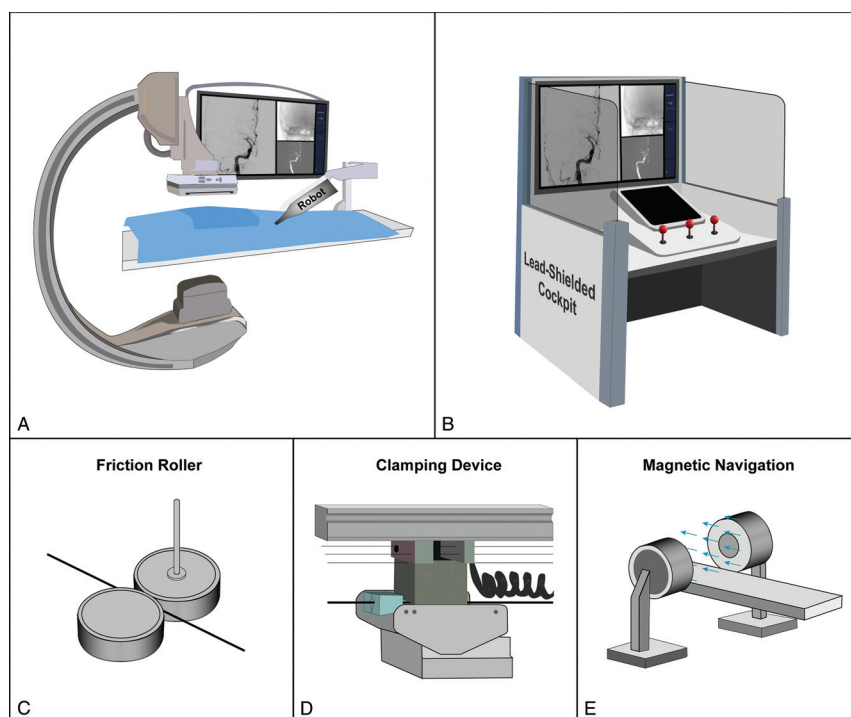 Robot
A
Lead-Shielded
Cockpit
B
Friction Roller
C
Clamping Device
D
Magnetic Navigation
E